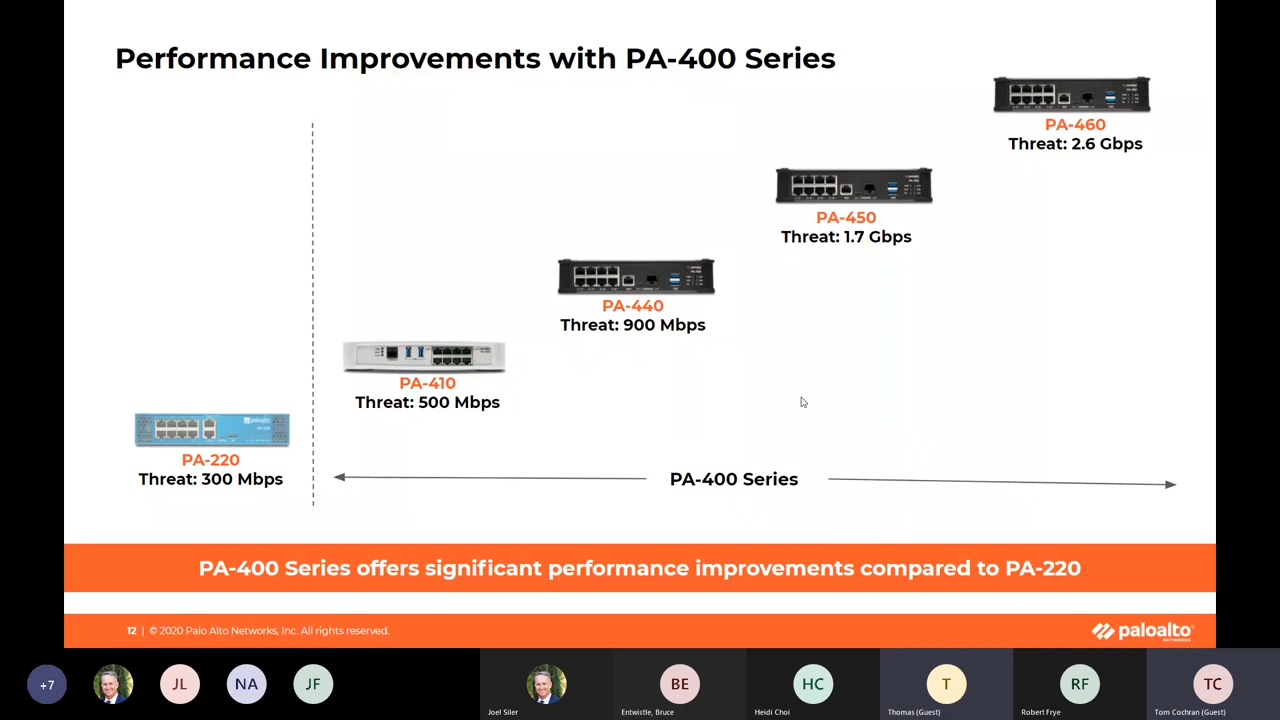 Performance Improvements with PA-400 Series
PA-460
Threat: 2.6 Gbps
PA-450
Threat: 1.7 Gbps
PA-440
Threat: 900 Mbps
PA-410
Threat: 500 Mbps
paloalto
PA-220
Threat: 300 Mbps
PA-400 Series
PA-400 Series offers significant performance improvements compared to PA-220
12 | © 2020 Palo Alto Networks, Inc. All rights reserved.
paloalto
NETWORKS
+7
JL
NA
JF
BE
HC
T
RF
TC
Joel Siler
Entwistle, Bruce
Heidi Choi
Thomas (Guest)
Robert Frye
Tom Cochran (Guest)